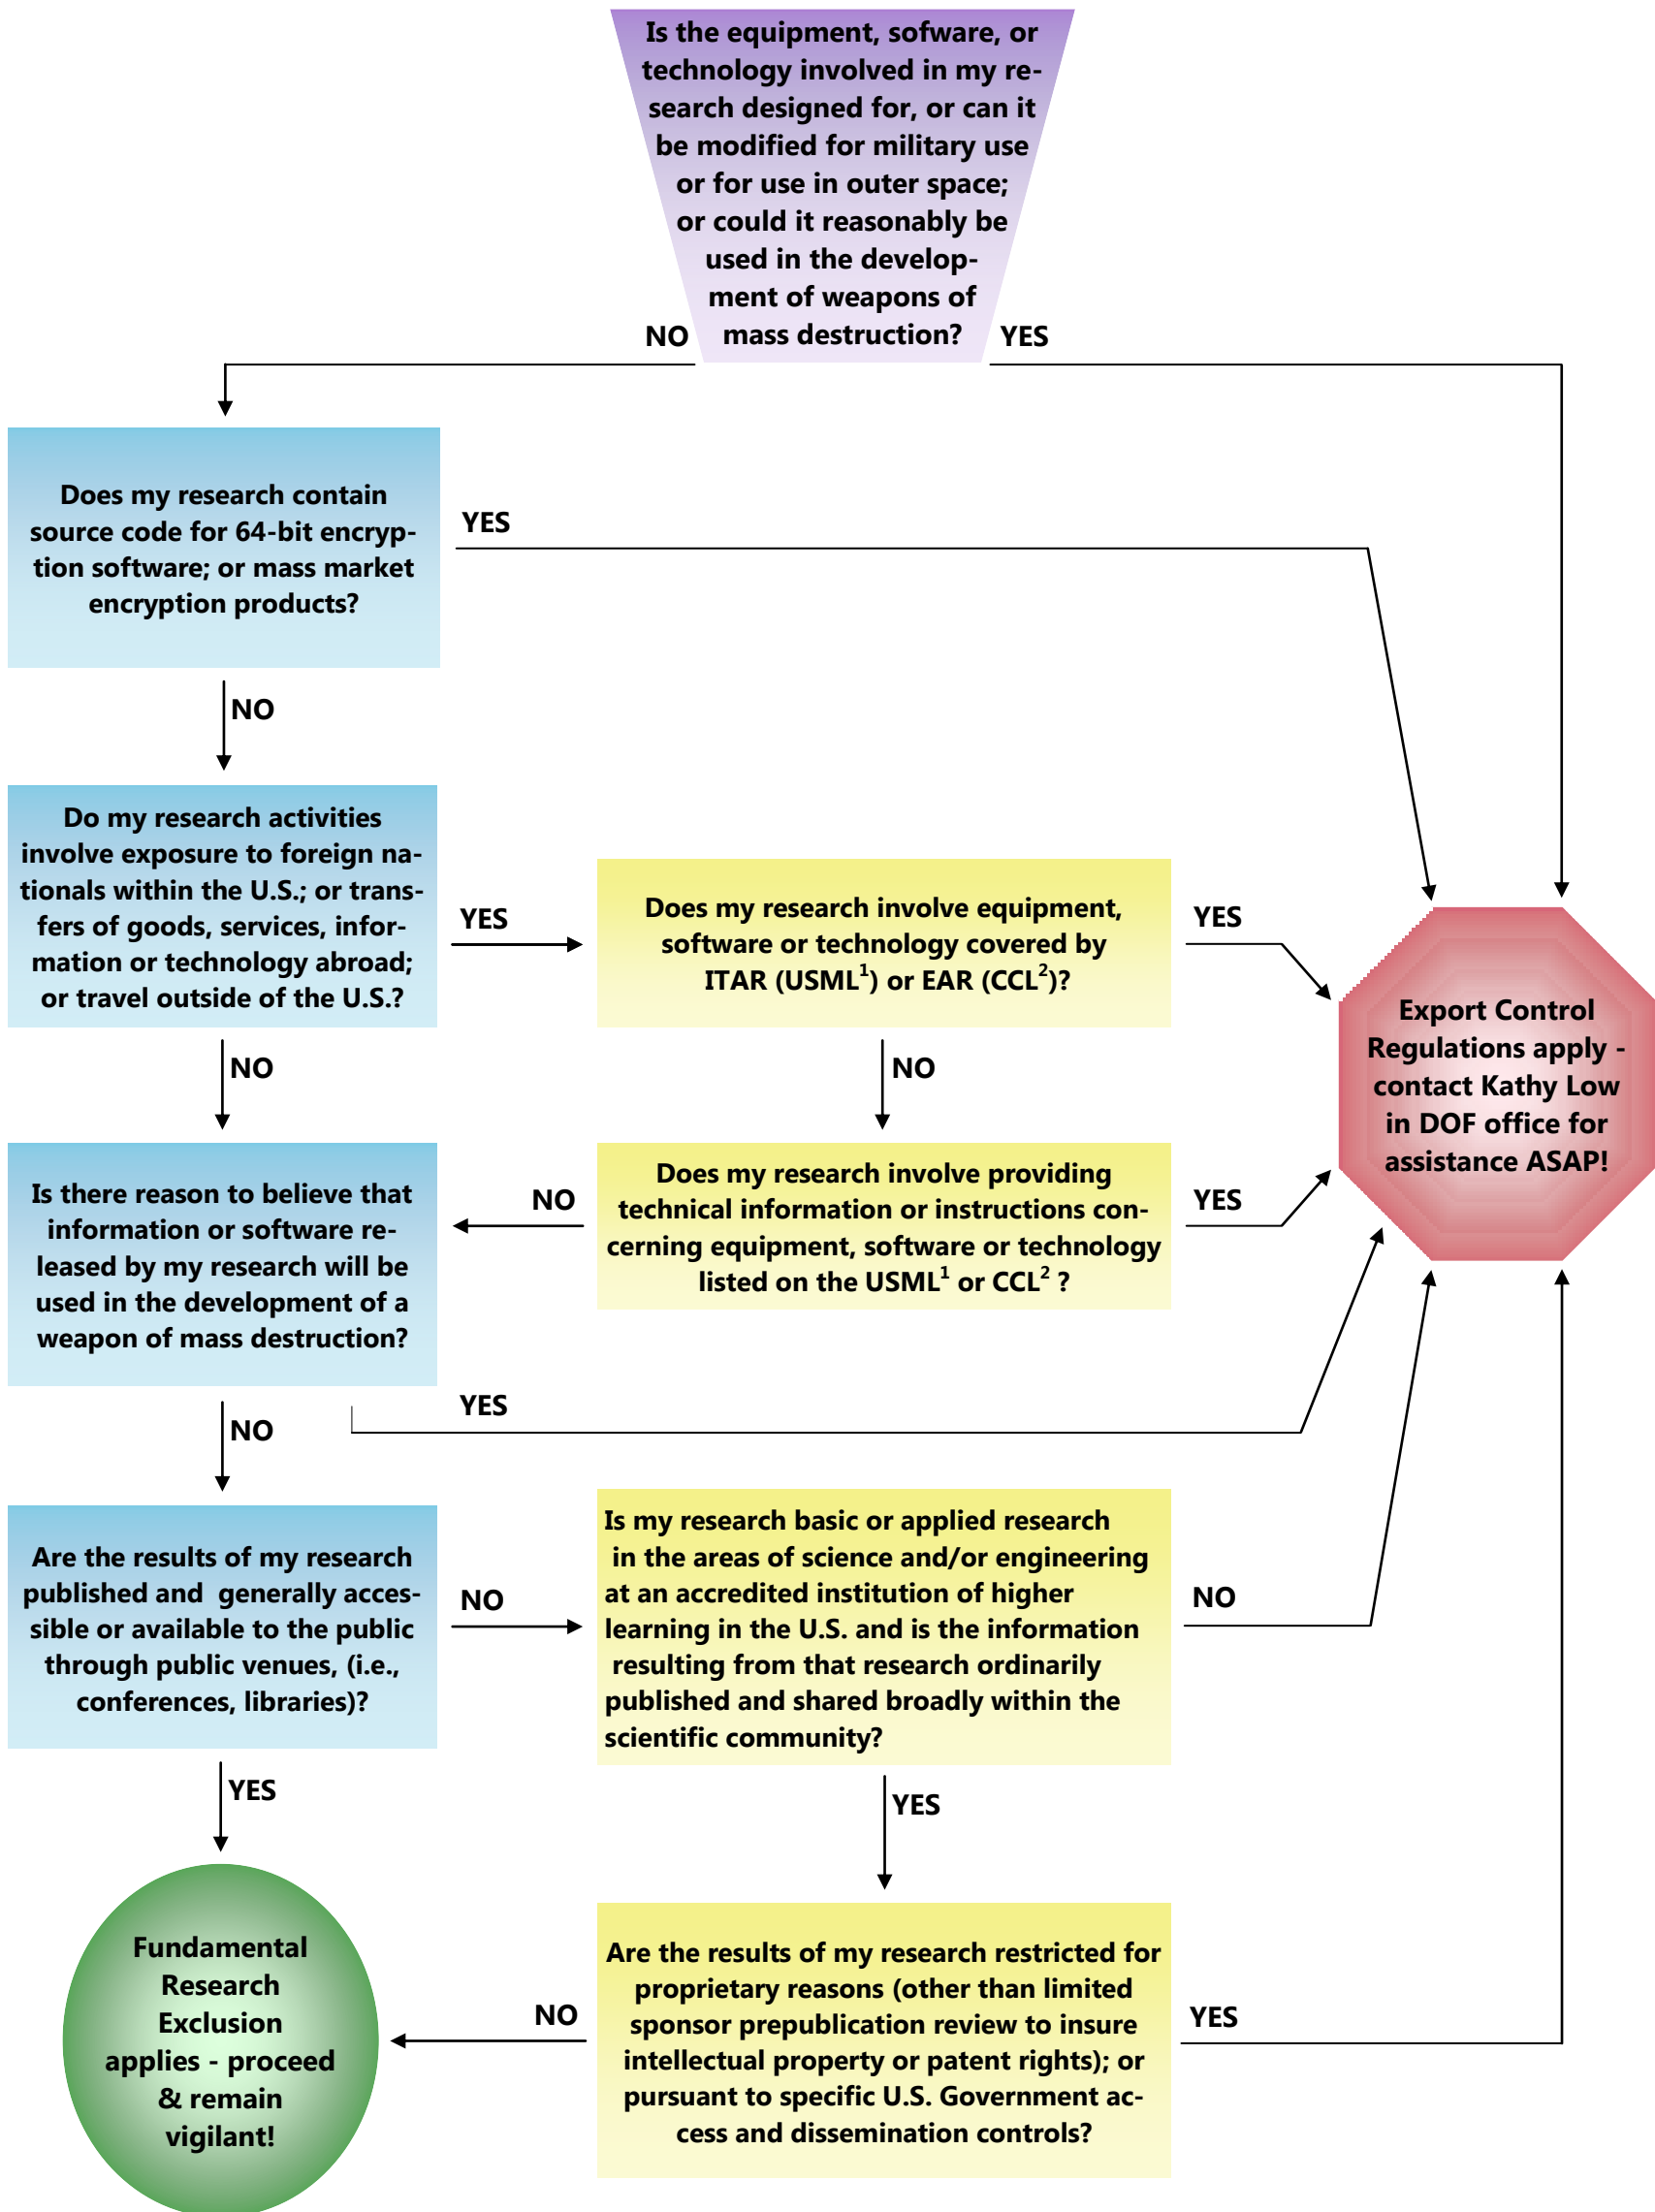 Is the equipment, sofware, or
technology involved in my re-
search designed for, or can it
be modified for military use
or for use in outer space;
or could it reasonably be
used in the develop-
ment of weapons of
mass destruction?
NO
YES
Does my research contain
source code for 64-bit encryp-
tion software; or mass market
encryption products?
YES
NO
Do my research activities
involve exposure to foreign na-
tionals within the U.S.; or trans-
fers of goods, services, infor-
mation or technology abroad;
or travel outside of the U.S.?
YES
Does my research involve equipment,
software or technology covered by
ITAR (USML¹) or EAR (CCL²)?
YES
Export Control
Regulations apply -
contact Kathy Low
in DOF office for
assistance ASAP!
NO
NO
Is there reason to believe that
information or software re-
leased by my research will be
used in the development of a
weapon of mass destruction?
NO
Does my research involve providing
technical information or instructions con-
cerning equipment, software or technology
listed on the USML¹ or CCL² ?
YES
YES
NO
Are the results of my research
published and generally acces-
sible or available to the public
through public venues, (i.e.,
conferences, libraries)?
NO
Is my research basic or applied research
in the areas of science and/or engineering
at an accredited institution of higher
learning in the U.S. and is the information
resulting from that research ordinarily
published and shared broadly within the
scientific community?
NO
YES
YES
Fundamental
Research
Exclusion
applies - proceed
& remain
vigilant!
NO
Are the results of my research restricted for
proprietary reasons (other than limited
sponsor prepublication review to insure
intellectual property or patent rights); or
pursuant to specific U.S. Government ac-
cess and dissemination controls?
YES